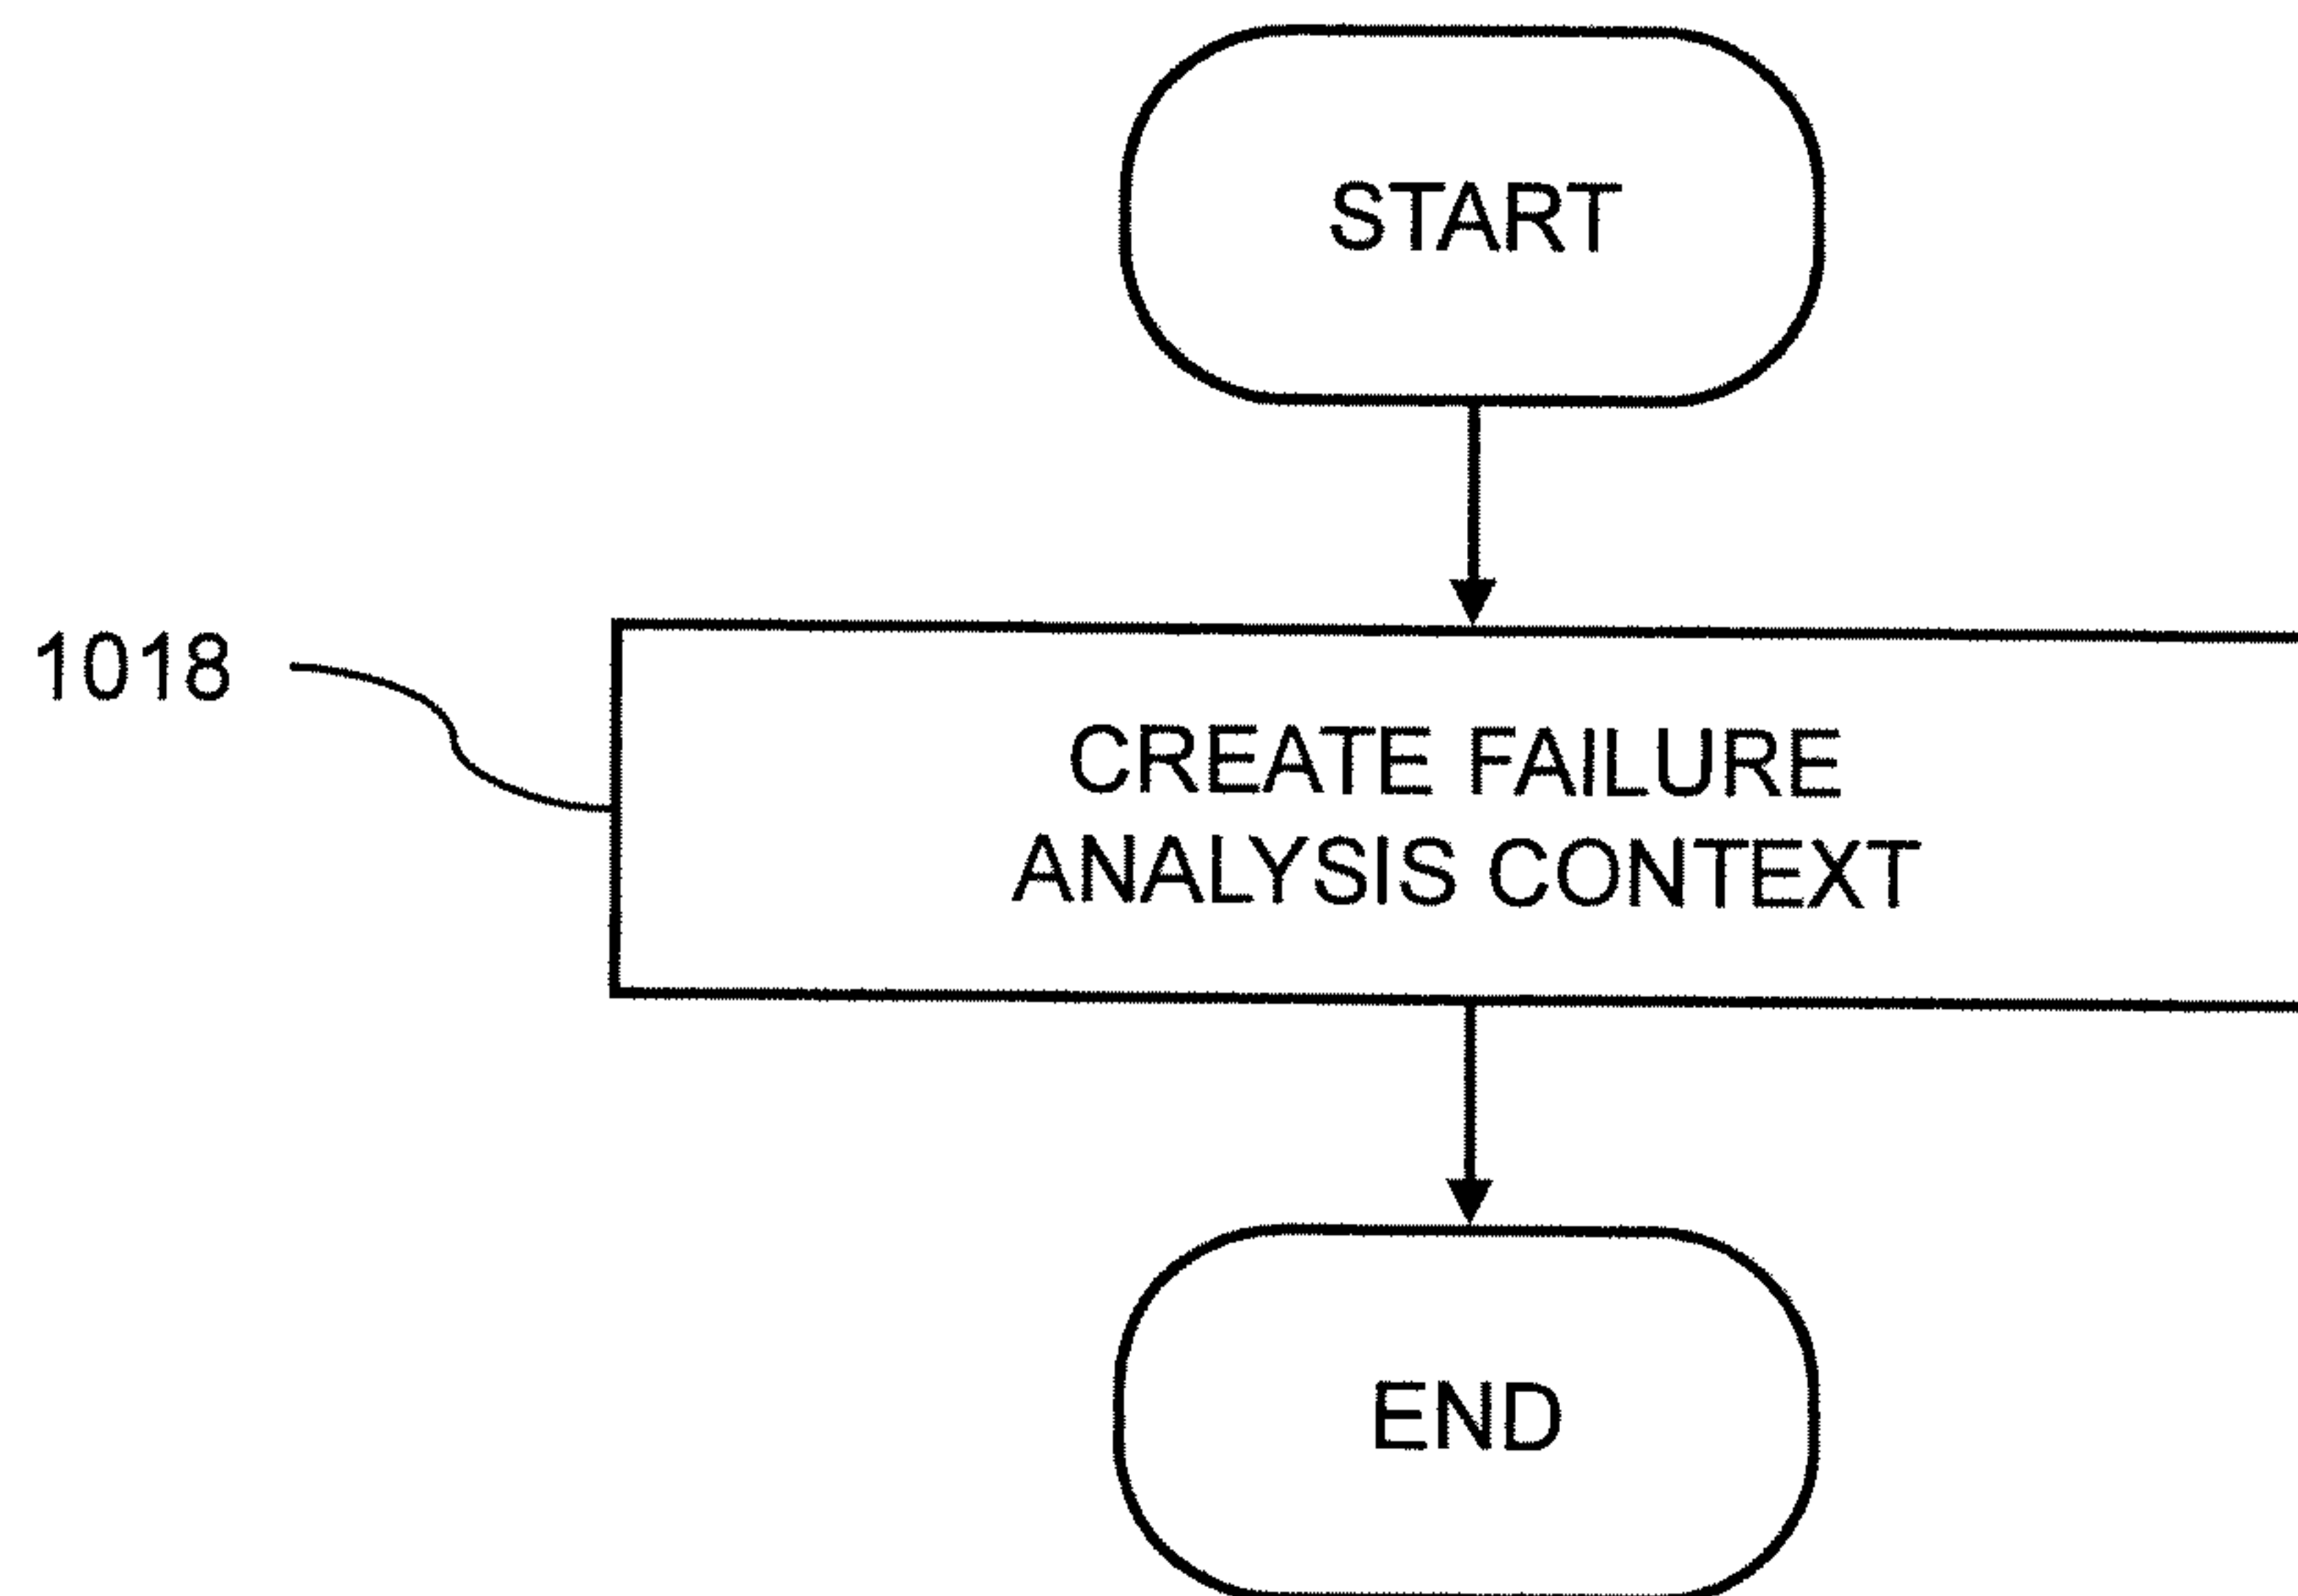 START
1018
CREATE FAILURE
ANALYSIS CONTEXT
END